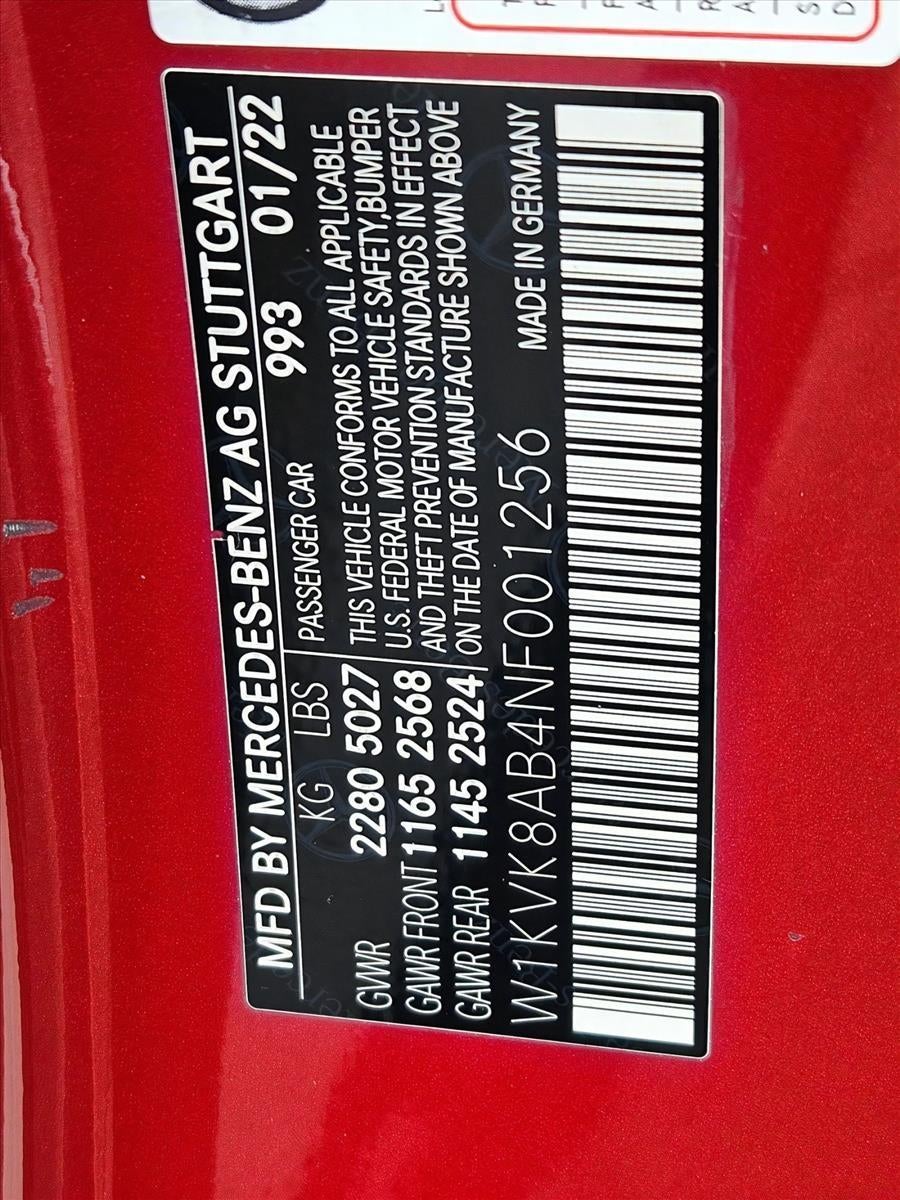 MFD BY MERCEDES-BENZ AG STUTTGART
993 01/22
KG LBS PASSENGER CAR
GVWR 2280 5027
GAWR FRONT 1165 2568
GAWR REAR 1145 2524
THIS VEHICLE CONFORMS TO ALL APPLICABLE
U.S. FEDERAL MOTOR VEHICLE SAFETY,BUMPER
AND THEFT PREVENTION STANDARDS IN EFFECT
ON THE DATE OF MANUFACTURE SHOWN ABOVE
MADE IN GERMANY
W1KVK8AB4NF001256